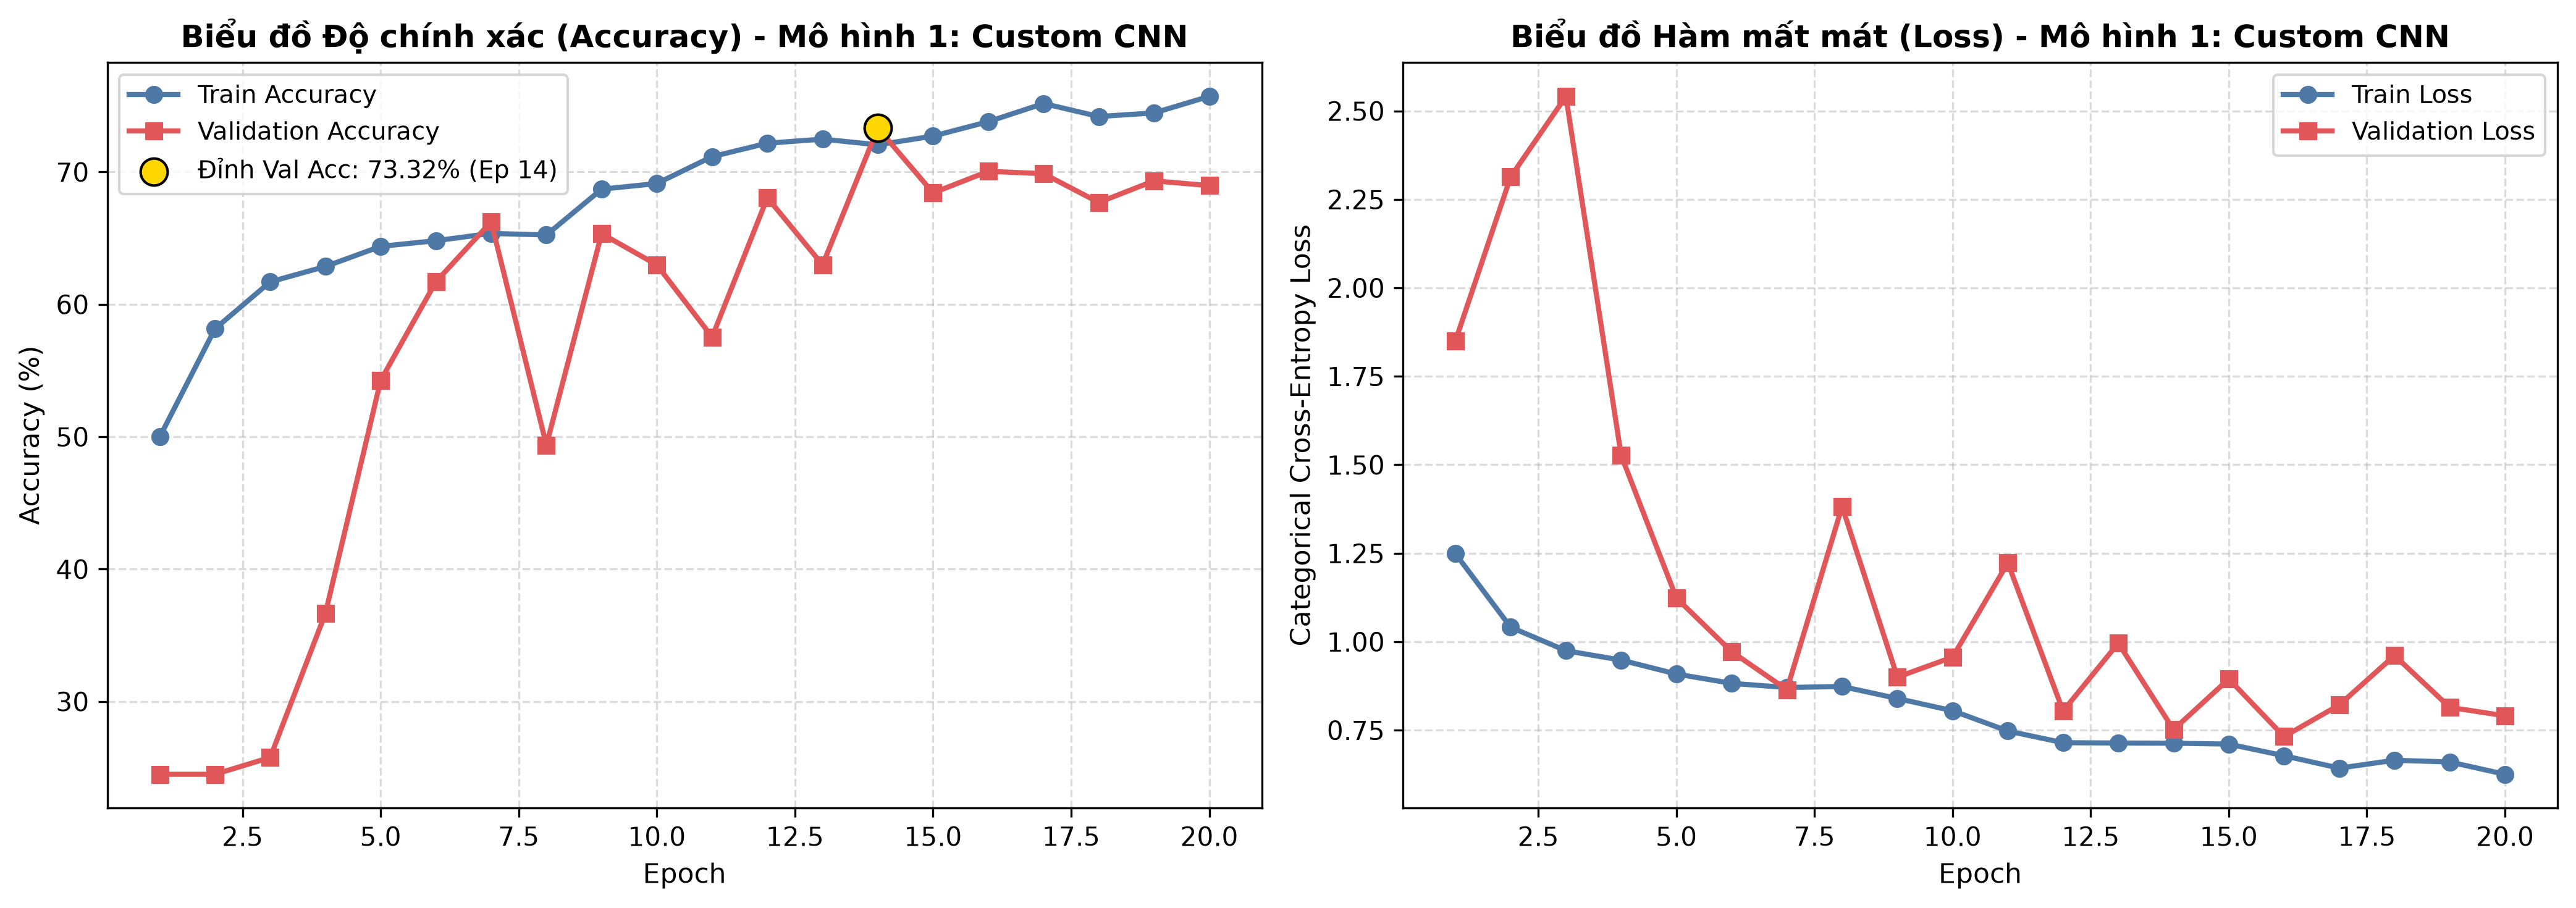 Biểu đồ Độ chính xác (Accuracy) - Mô hình 1: Custom CNN
Train Accuracy
Validation Accuracy
Đỉnh Val Acc: 73.32% (Ep 14)
Accuracy (%)
70
60
50
40
30
2.5 5.0 7.5 10.0 12.5 15.0 17.5 20.0
Epoch
Biểu đồ Hàm mất mát (Loss) - Mô hình 1: Custom CNN
Train Loss
Validation Loss
Categorical Cross-Entropy Loss
2.50
2.25
2.00
1.75
1.50
1.25
1.00
0.75
2.5 5.0 7.5 10.0 12.5 15.0 17.5 20.0
Epoch